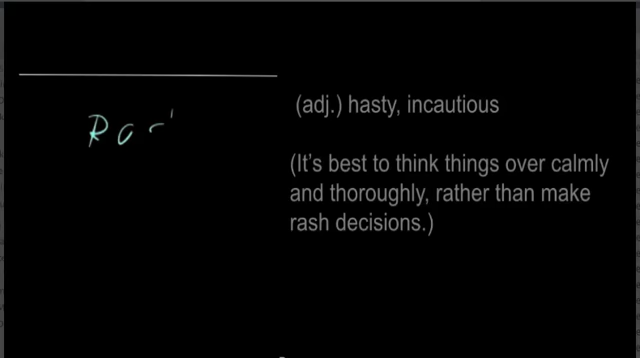 (adj.) hasty, incautious
(It's best to think things over calmly
and thoroughly, rather than make
rash decisions.)